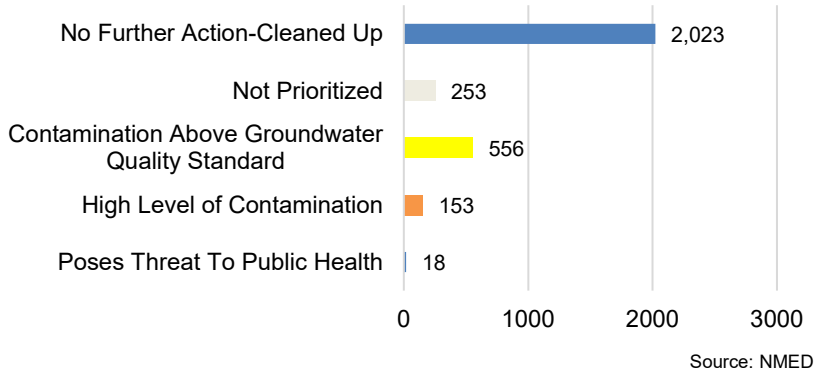 No Further Action-Cleaned Up
2,023
Not Prioritized
253
Contamination Above Groundwater
Quality Standard
556
High Level of Contamination
153
Poses Threat To Public Health
18
0
1000
2000
3000
Source: NMED